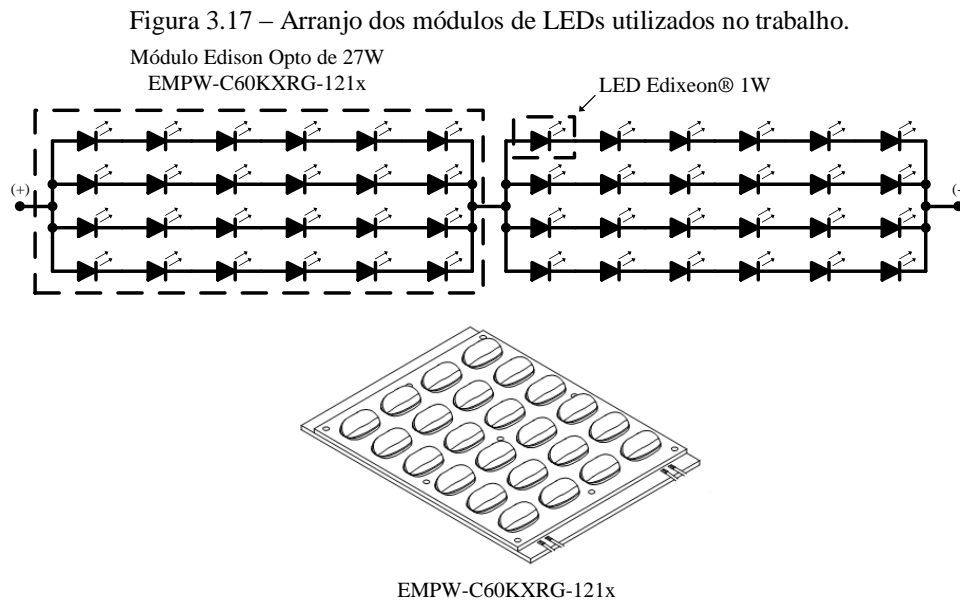 Figura 3.17 – Arranjo dos módulos de LEDs utilizados no trabalho.
Módulo Edison Opto de 27W
EMPW-C60KXRG-121x
LED Edixeon® 1W
(+)
(-
EMPW-C60KXRG-121x